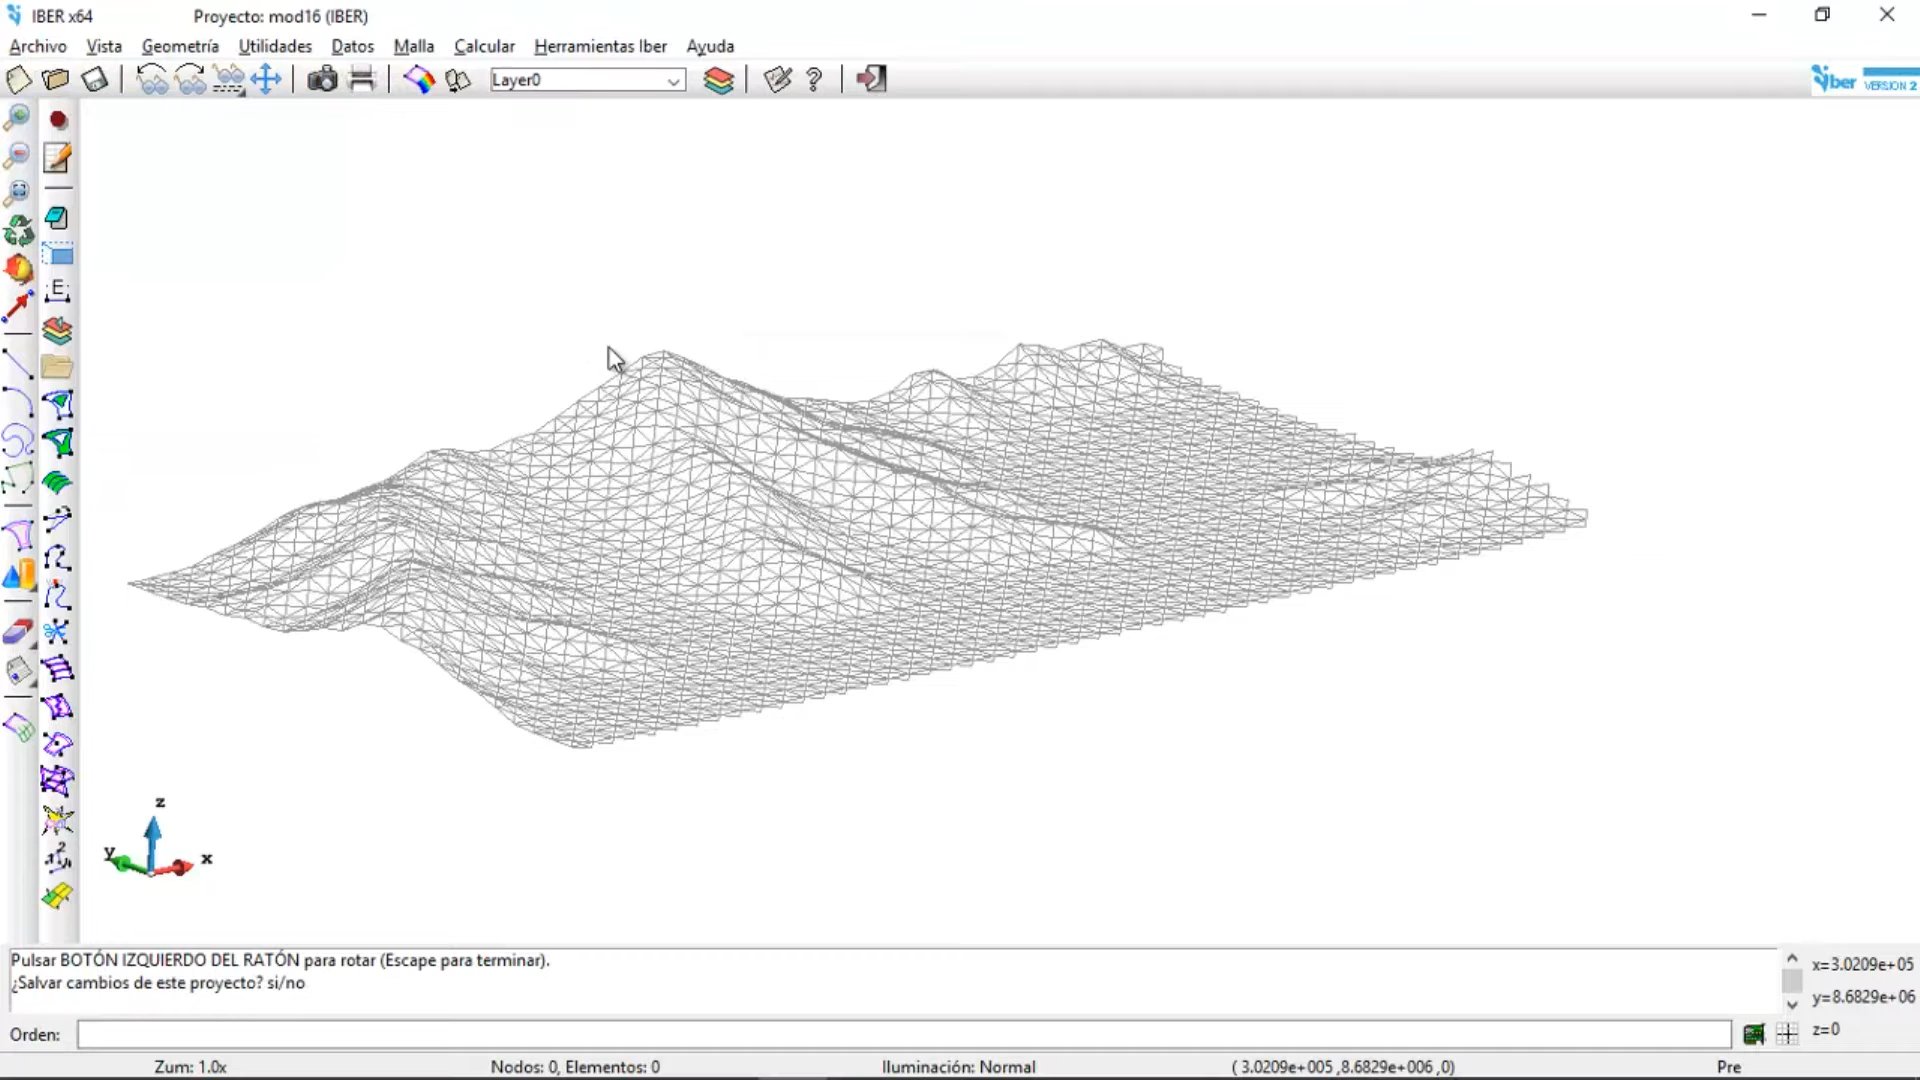 IBER x64
Proyecto: mod16 (IBER)
Archivo Vista Geometría Utilidades Datos Malla Calcular Herramientas Iber Ayuda
Layer0
iber VERSION 2
E
2
z
y
x
Pulsar BOTÓN IZQUIERDO DEL RATÓN para rotar (Escape para terminar).
¿Salvar cambios de este proyecto? si/no
x=3.0209e+05
y=8.6829e+06
z=0
Orden:
Zum: 1.0x Nodos: 0, Elementos: 0 Iluminación: Normal ( 3.0209e+005 ,8.6829e+006 ,0) Pre